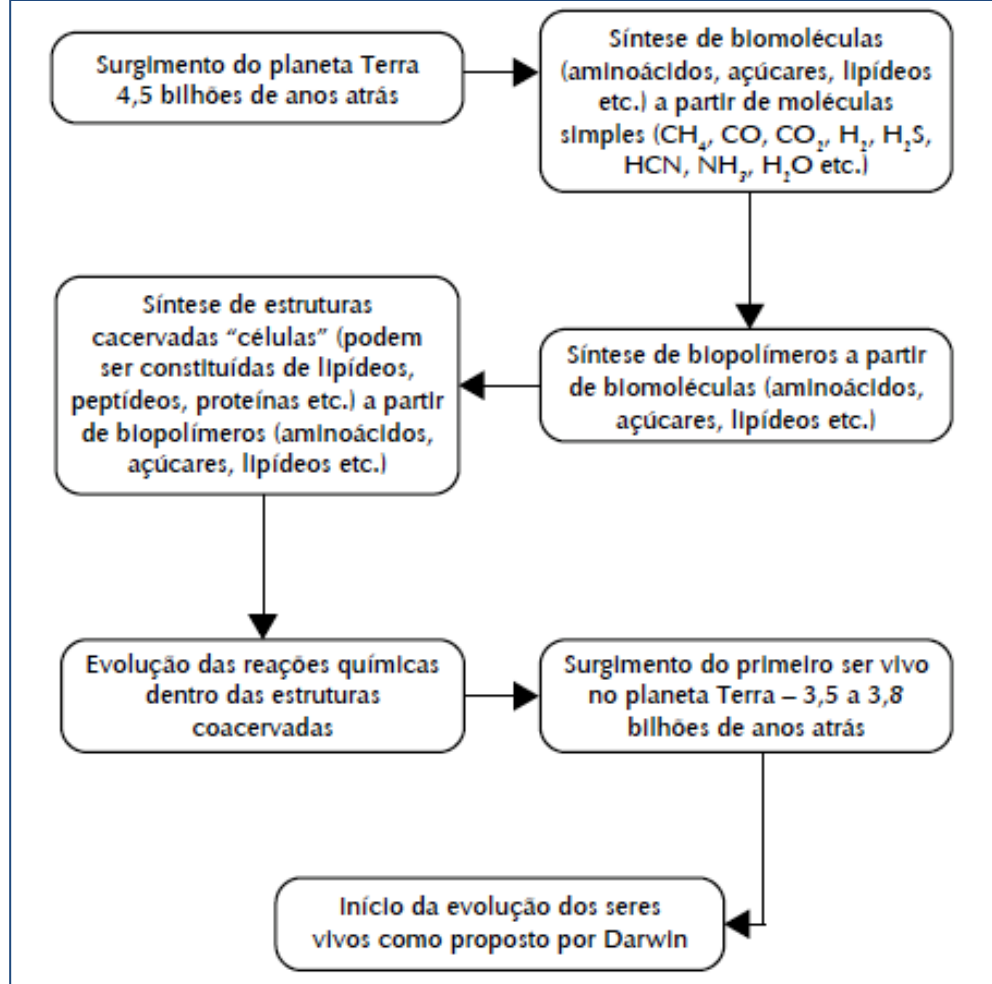 Surgimento do planeta Terra
4,5 bilhões de anos atrás
Síntese de biomoléculas
(aminoácidos, açúcares, lipídeos
etc.) a partir de moléculas
simples (CH₄, CO, CO₂, H₂, H₂S,
HCN, NH₃, H₂O etc.)
Síntese de biopolímeros a partir
de biomoléculas (aminoácidos,
açúcares, lipídeos etc.)
Síntese de estruturas
cacervadas “células” (podem
ser constituídas de lipídeos,
peptídeos, proteínas etc.) a partir
de biopolímeros (aminoácidos,
açúcares, lipídeos etc.)
Evolução das reações químicas
dentro das estruturas
coacervadas
Surgimento do primeiro ser vivo
no planeta Terra – 3,5 a 3,8
bilhões de anos atrás
Início da evolução dos seres
vivos como proposto por Darwin